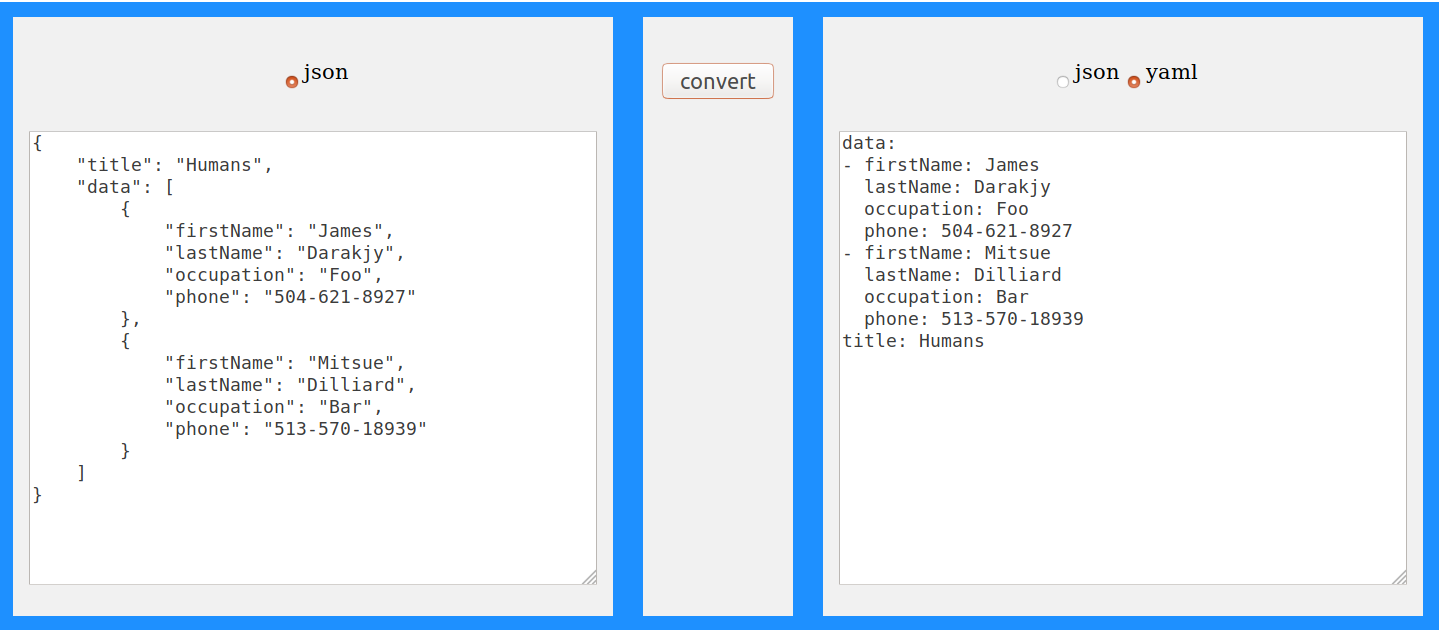 json
{
    "title": "Humans",
    "data": [
        {
            "firstName": "James",
            "lastName": "Darakjy",
            "occupation": "Foo",
            "phone": "504-621-8927"
        },
        {
            "firstName": "Mitsue",
            "lastName": "Dilliard",
            "occupation": "Bar",
            "phone": "513-570-18939"
        }
    ]
}
convert
json yaml
data:
- firstName: James
  lastName: Darakjy
  occupation: Foo
  phone: 504-621-8927
- firstName: Mitsue
  lastName: Dilliard
  occupation: Bar
  phone: 513-570-18939
title: Humans